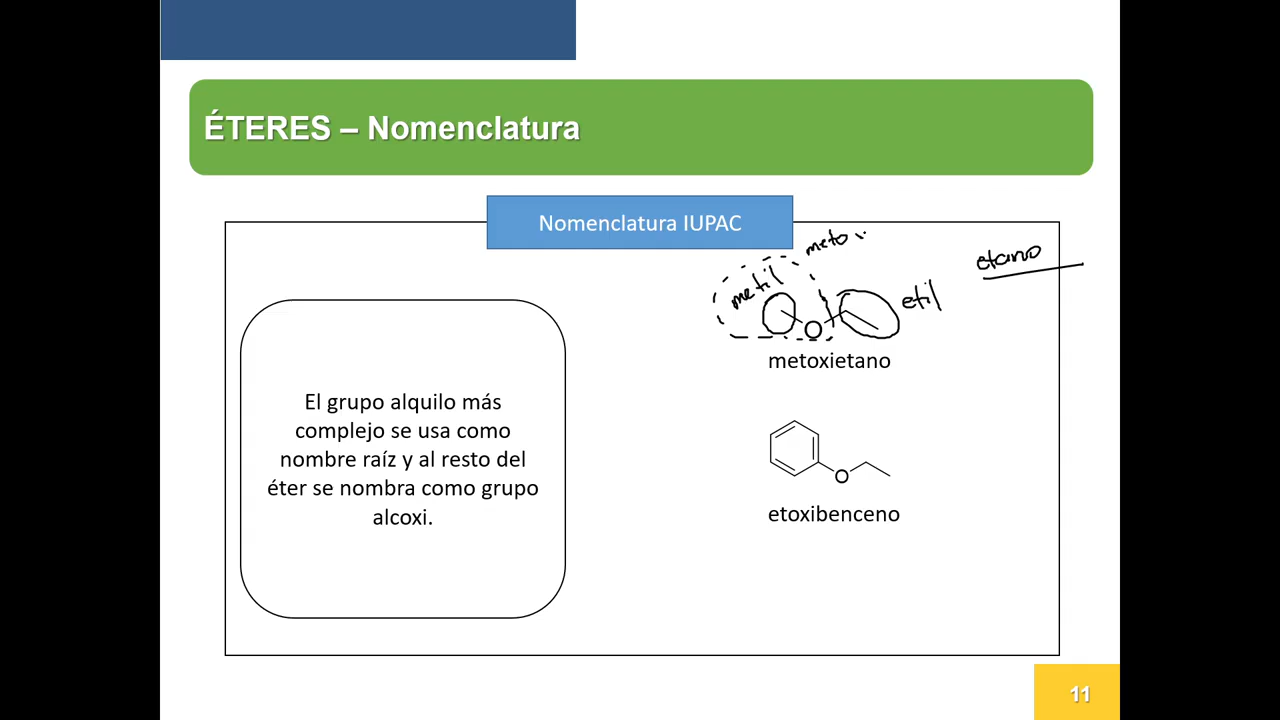 ÉTERES – Nomenclatura
Nomenclatura IUPAC
metil
etil
etano
O
metoxietano
El grupo alquilo más
complejo se usa como
nombre raíz y al resto del
éter se nombra como grupo
alcoxi.
O
etoxibenceno
11